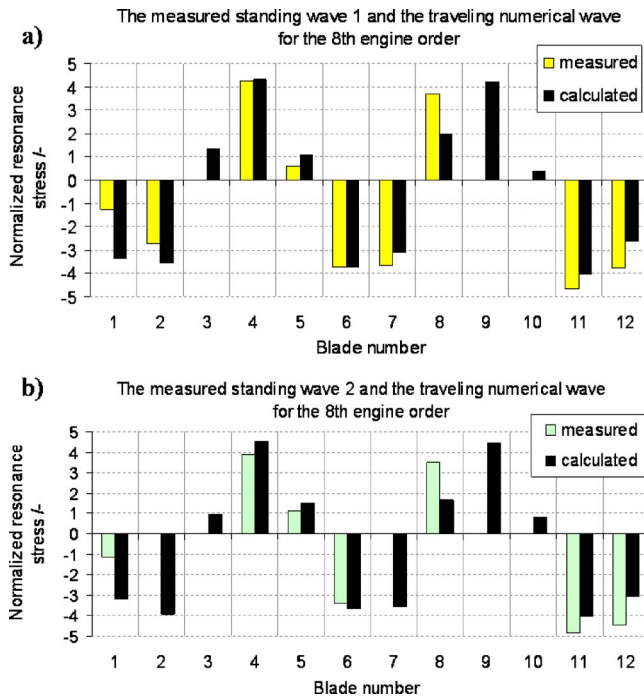 a)
The measured standing wave 1 and the traveling numerical wave
for the 8th engine order
measured
calculated
Normalized resonance
stress /-
5
4
3
2
1
0
-1
-2
-3
-4
-5
1 2 3 4 5 6 7 8 9 10 11 12
Blade number
b)
The measured standing wave 2 and the traveling numerical wave
for the 8th engine order
measured
calculated
Normalized resonance
stress /-
5
4
3
2
1
0
-1
-2
-3
-4
-5
1 2 3 4 5 6 7 8 9 10 11 12
Blade number